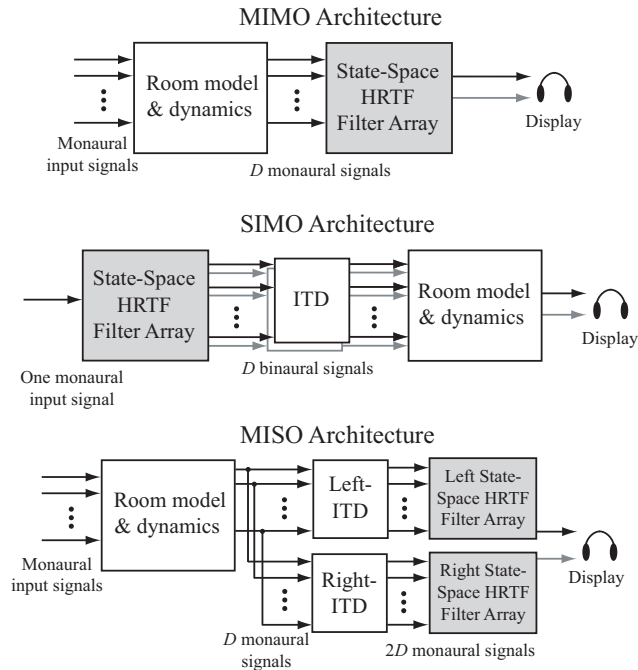 MIMO Architecture
Room model
& dynamics
State-Space
HRTF
Filter Array
Monaural
input signals
D monaural signals
Display
SIMO Architecture
State-Space
HRTF
Filter Array
ITD
Room model
& dynamics
One monaural
input signal
D binaural signals
Display
MISO Architecture
Room model
& dynamics
Left-
ITD
Left State-
Space HRTF
Filter Array
Monaural
input signals
Right-
ITD
Right State-
Space HRTF
Filter Array
Display
D monaural
signals
2D monaural signals